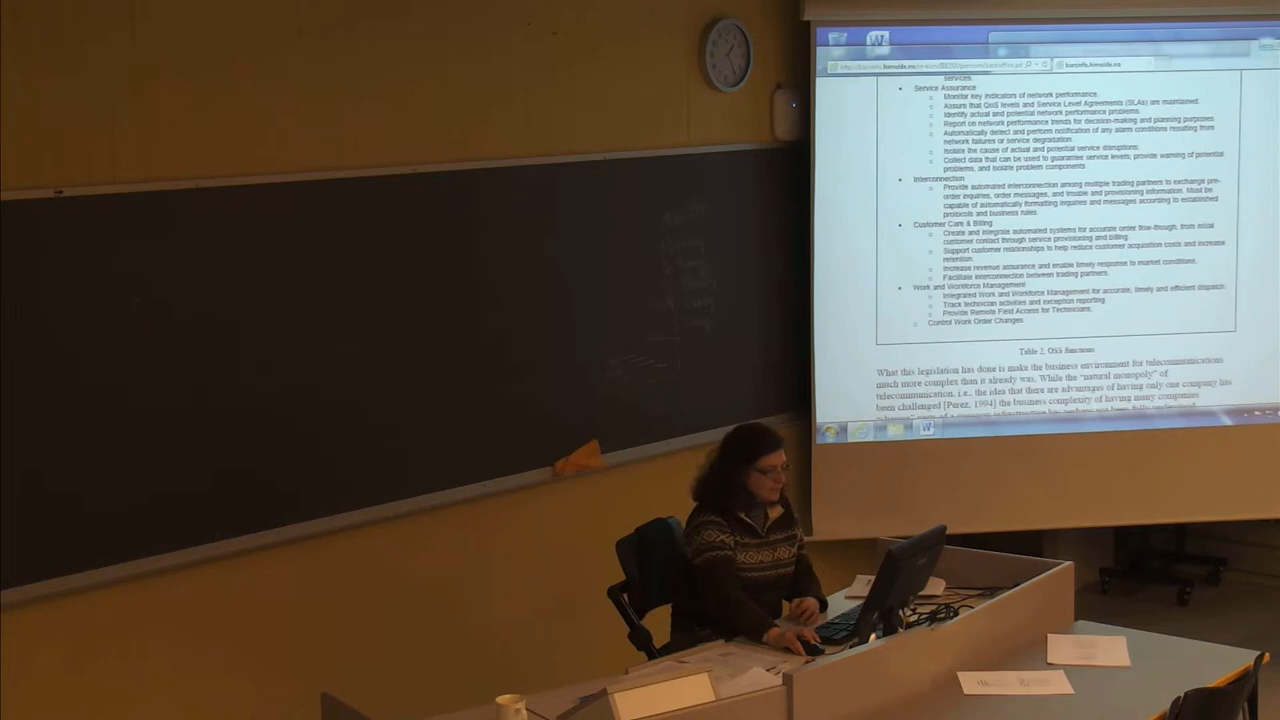 services.
Service Assurance
Monitor key indicators of network performance.
Assure that QoS levels and Service Level Agreements (SLAs) are maintained.
Identify actual and potential network performance problems.
Report on network performance trends for decision-making and planning purposes.
Automatically detect and perform notification of any alarm conditions resulting from
network failures or service degradation.
Isolate the cause of actual and potential service disruptions.
Collect data that can be used to guarantee service levels, provide warning of potential
problems, and isolate problem components
Interconnection
Provide automated interconnection among multiple trading partners to exchange pre-
order inquiries, order messages, and trouble and provisioning information. Must be
capable of automatically formatting inquiries and messages according to established
protocols and business rules
Customer Care & Billing
Create and integrate automated systems for accurate order flow-though, from initial
customer contact through service provisioning and billing.
Support customer relationships to help reduce customer acquisition costs and increase
retention.
Increase revenue assurance and enable timely response to market conditions.
Facilitate interconnection between trading partners.
Work and Workforce Management
Integrated Work and Workforce Management for accurate, timely and efficient dispatch.
Track technician activities and exception reporting
Provide Remote Field Access for Technicians.
Control Work Order Changes
Table 2. OSS functions
What this legislation has done is make the business environment for telecommunications
much more complex than it already was. While the “natural monopoly” of
telecommunication, i.e., the idea that there are advantages of having only one company has
been challenged [Perez, 1994] the business complexity of having many companies